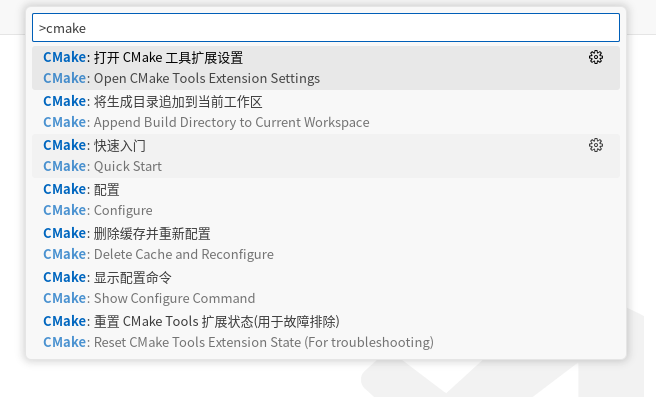 >cmake
CMake: 打开 CMake 工具扩展设置
CMake: Open CMake Tools Extension Settings
CMake: 将生成目录追加到当前工作区
CMake: Append Build Directory to Current Workspace
CMake: 快速入门
CMake: Quick Start
CMake: 配置
CMake: Configure
CMake: 删除缓存并重新配置
CMake: Delete Cache and Reconfigure
CMake: 显示配置命令
CMake: Show Configure Command
CMake: 重置 CMake Tools 扩展状态(用于故障排除)
CMake: Reset CMake Tools Extension State (For troubleshooting)